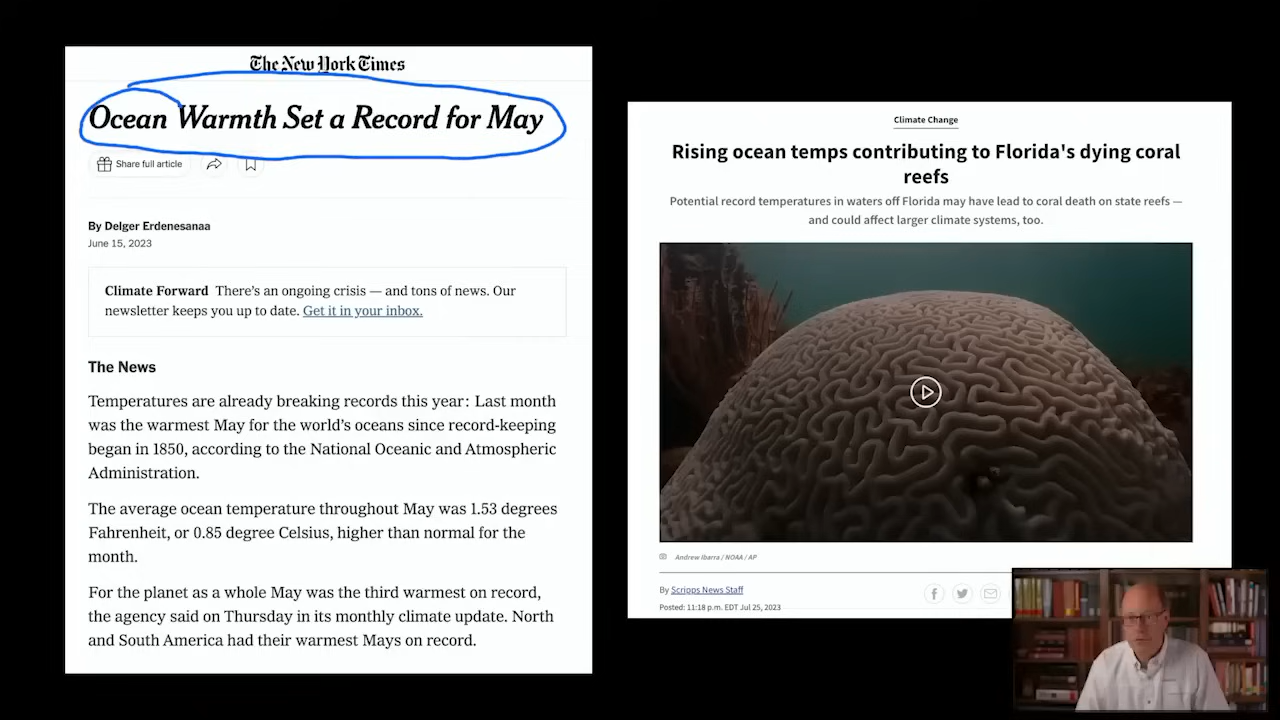 The New York Times
Ocean Warmth Set a Record for May
Share full article
By Delger Erdenesanaa
June 15, 2023
Climate Forward There's an ongoing crisis — and tons of news. Our
newsletter keeps you up to date. Get it in your inbox.
The News
Temperatures are already breaking records this year: Last month
was the warmest May for the world's oceans since record-keeping
began in 1850, according to the National Oceanic and Atmospheric
Administration.
The average ocean temperature throughout May was 1.53 degrees
Fahrenheit, or 0.85 degree Celsius, higher than normal for the
month.
For the planet as a whole May was the third warmest on record,
the agency said on Thursday in its monthly climate update. North
and South America had their warmest Mays on record.
Climate Change
Rising ocean temps contributing to Florida's dying coral
reefs
Potential record temperatures in waters off Florida may have lead to coral death on state reefs —
and could affect larger climate systems, too.
Andrew Ibarra / NOAA / AP
By Scripps News Staff
Posted: 11:18 p.m. EDT Jul 25, 2023